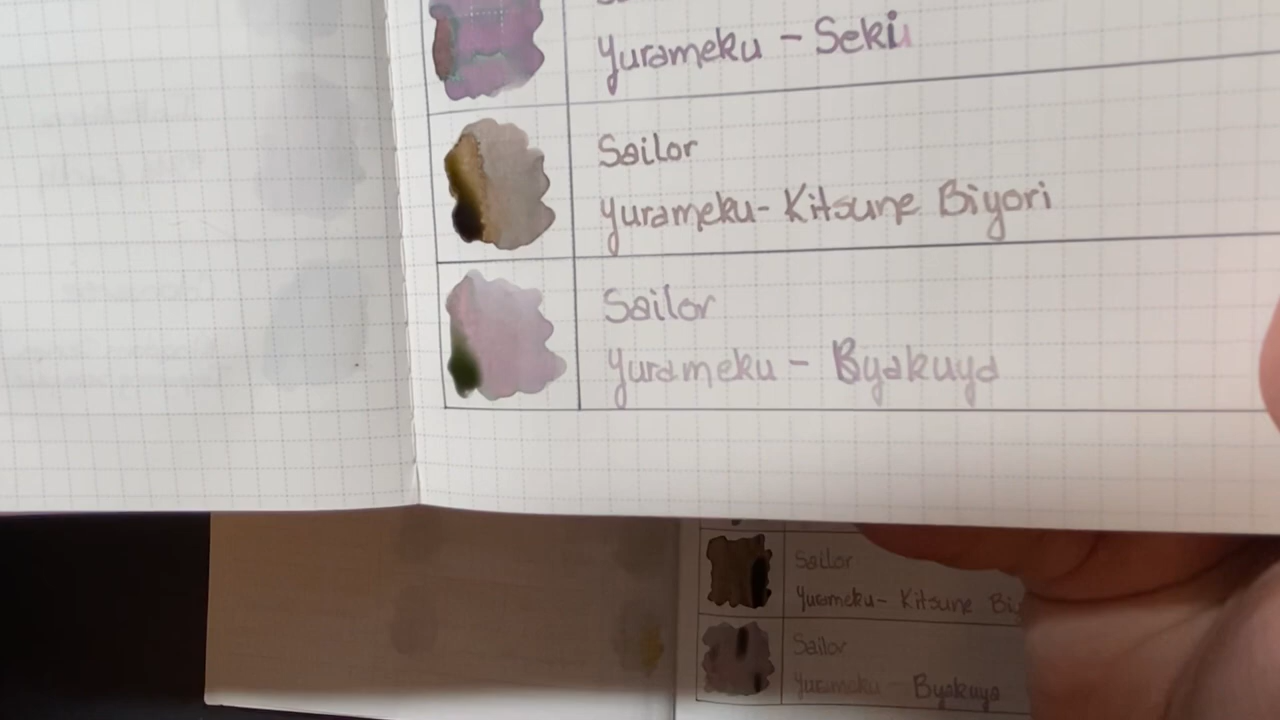 Yurameku - Seki
Sailor
Yurameku- Kitsune Biyori
Sailor
Yurameku - Byakuya
Sailor
Yurameku- Kitsune
Sailor
Yurameku - Byakuya